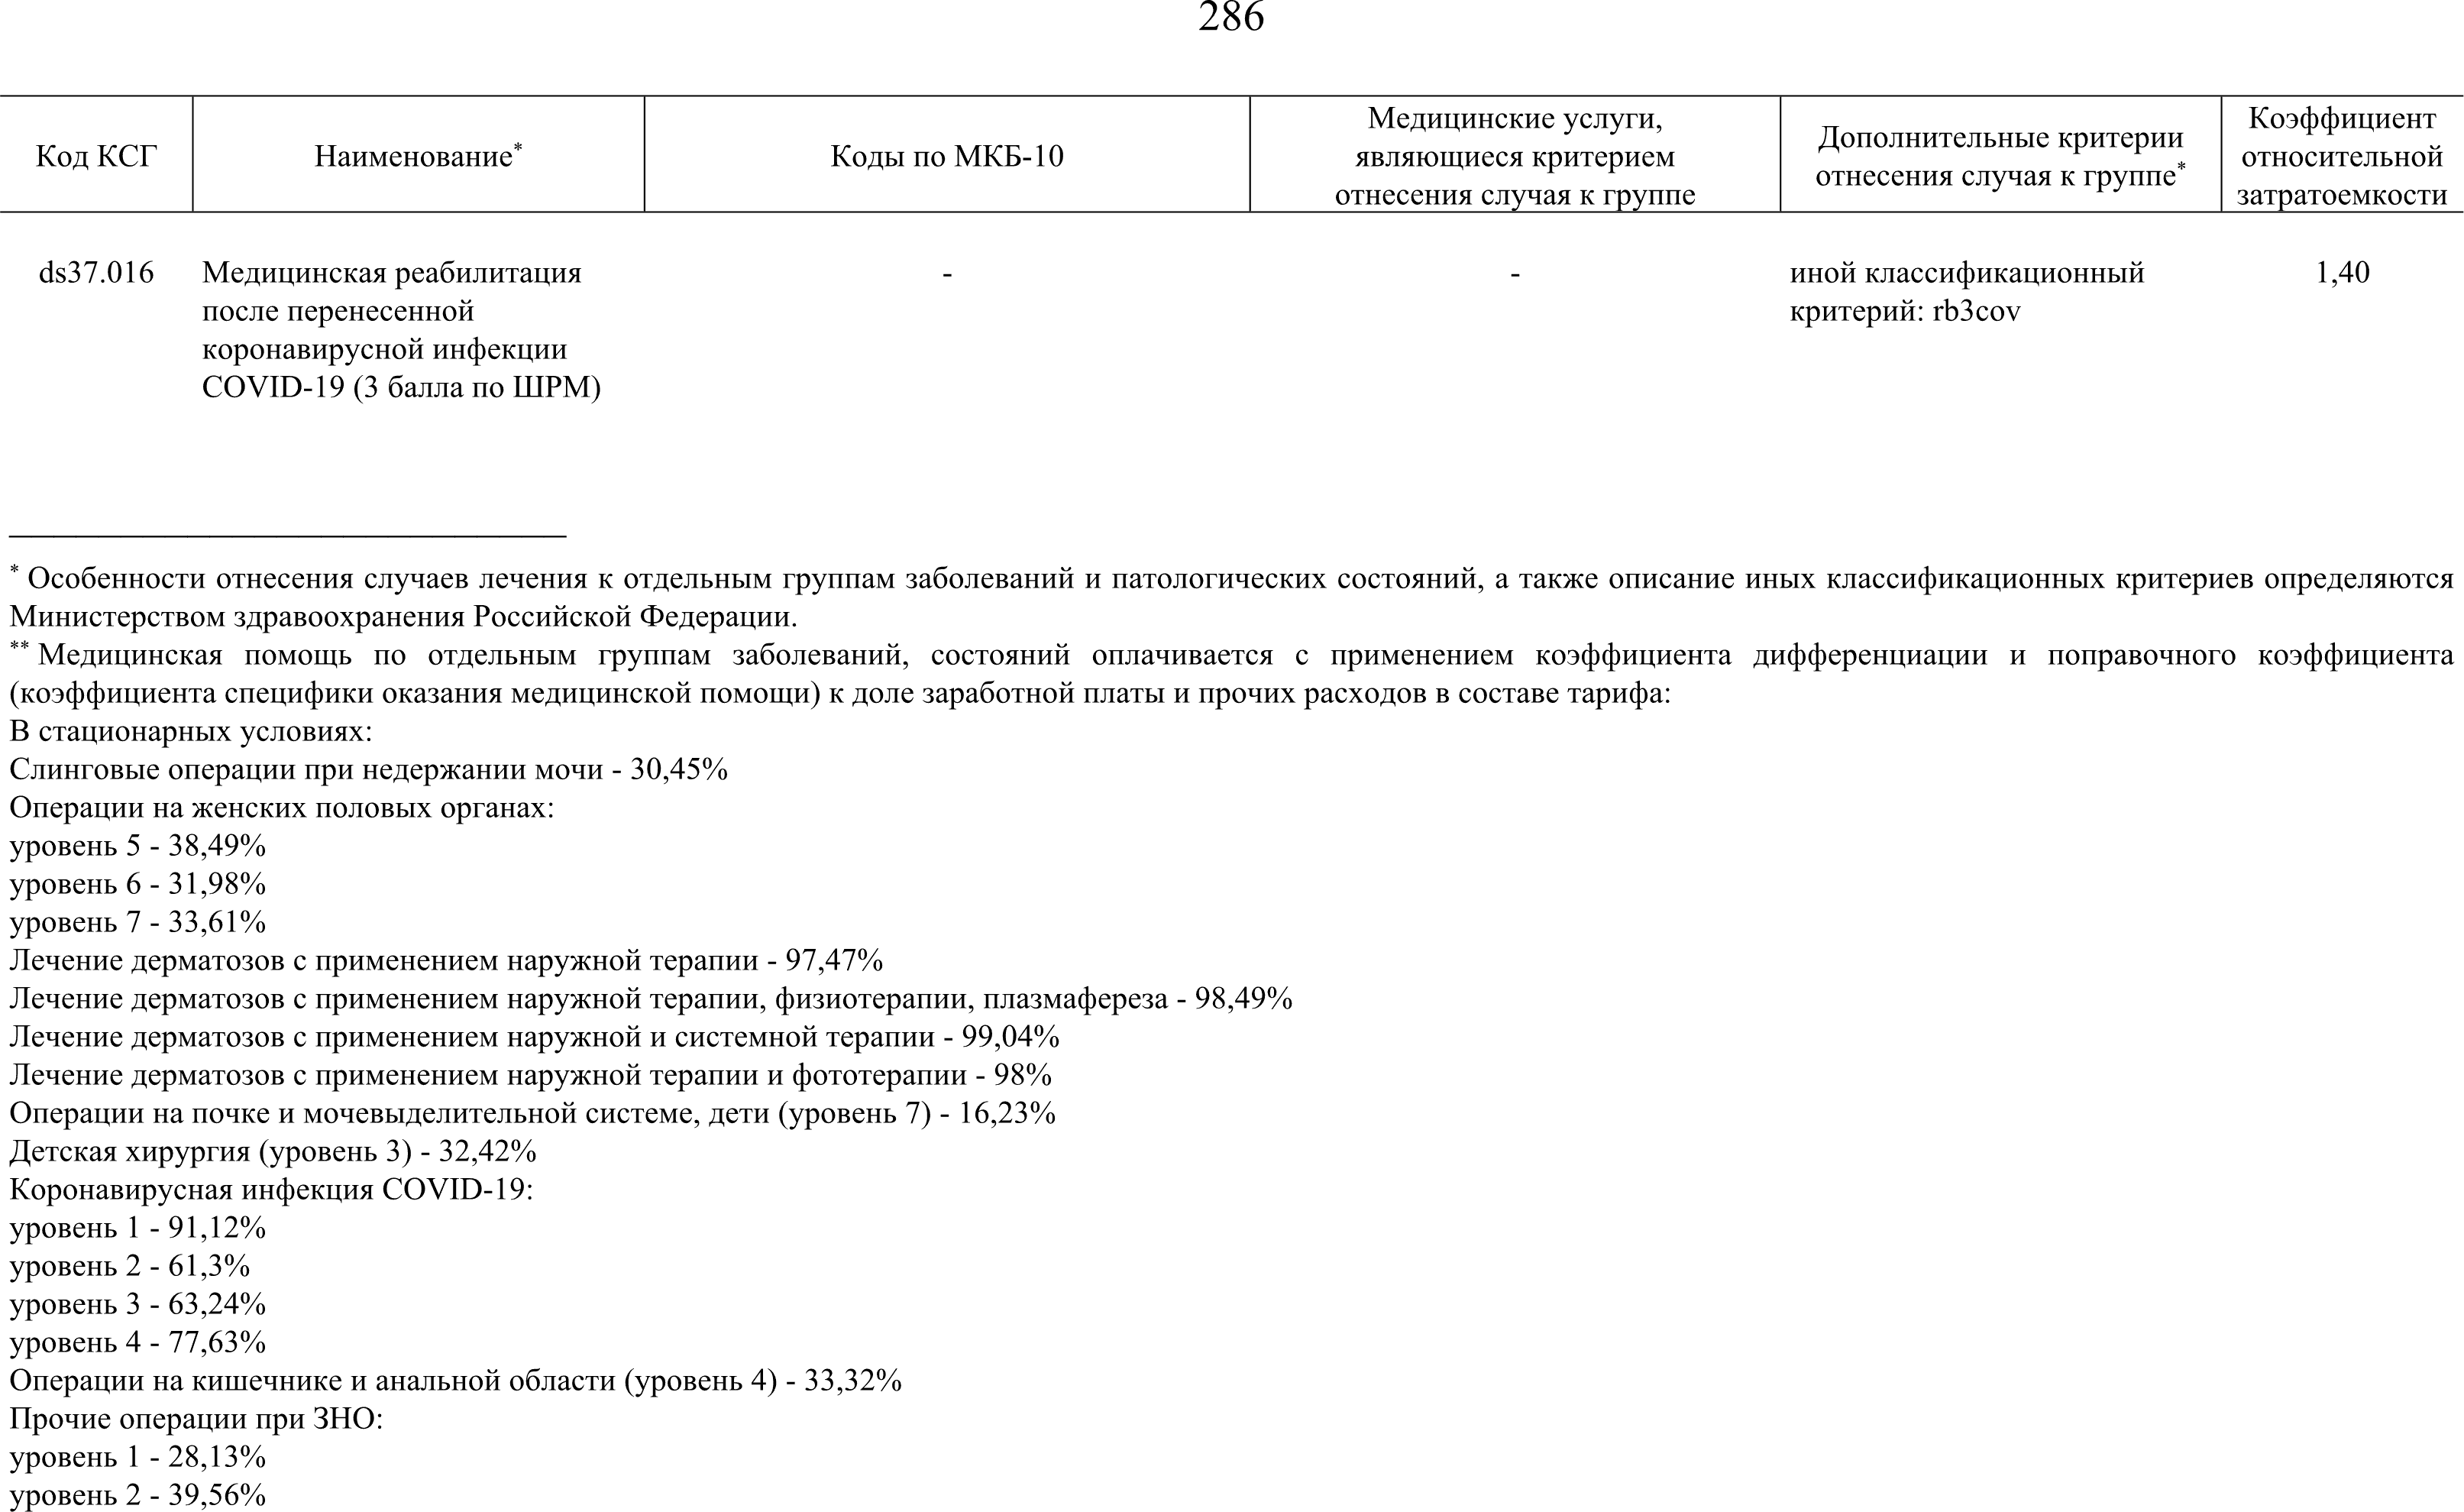 286
Код КСГ
Наименование*
Коды по МКБ-10
Медицинские услуги,
являющиеся критерием
отнесения случая к группе
Дополнительные критерии
отнесения случая к группе*
Коэффициент
относительной
затратоемкости
ds37.016
Медицинская реабилитация
после перенесенной
коронавирусной инфекции
COVID-19 (3 балла по ШРМ)
-
-
иной классификационный
критерий: rb3cov
1,40
* Особенности отнесения случаев лечения к отдельным группам заболеваний и патологических состояний, а также описание иных классификационных критериев определяются
Министерством здравоохранения Российской Федерации.
** Медицинская помощь по отдельным группам заболеваний, состояний оплачивается с применением коэффициента дифференциации и поправочного коэффициента
(коэффициента специфики оказания медицинской помощи) к доле заработной платы и прочих расходов в составе тарифа:
В стационарных условиях:
Слинговые операции при недержании мочи - 30,45%
Операции на женских половых органах:
уровень 5 - 38,49%
уровень 6 - 31,98%
уровень 7 - 33,61%
Лечение дерматозов с применением наружной терапии - 97,47%
Лечение дерматозов с применением наружной терапии, физиотерапии, плазмафереза - 98,49%
Лечение дерматозов с применением наружной и системной терапии - 99,04%
Лечение дерматозов с применением наружной терапии и фототерапии - 98%
Операции на почке и мочевыделительной системе, дети (уровень 7) - 16,23%
Детская хирургия (уровень 3) - 32,42%
Коронавирусная инфекция COVID-19:
уровень 1 - 91,12%
уровень 2 - 61,3%
уровень 3 - 63,24%
уровень 4 - 77,63%
Операции на кишечнике и анальной области (уровень 4) - 33,32%
Прочие операции при ЗНО:
уровень 1 - 28,13%
уровень 2 - 39,56%